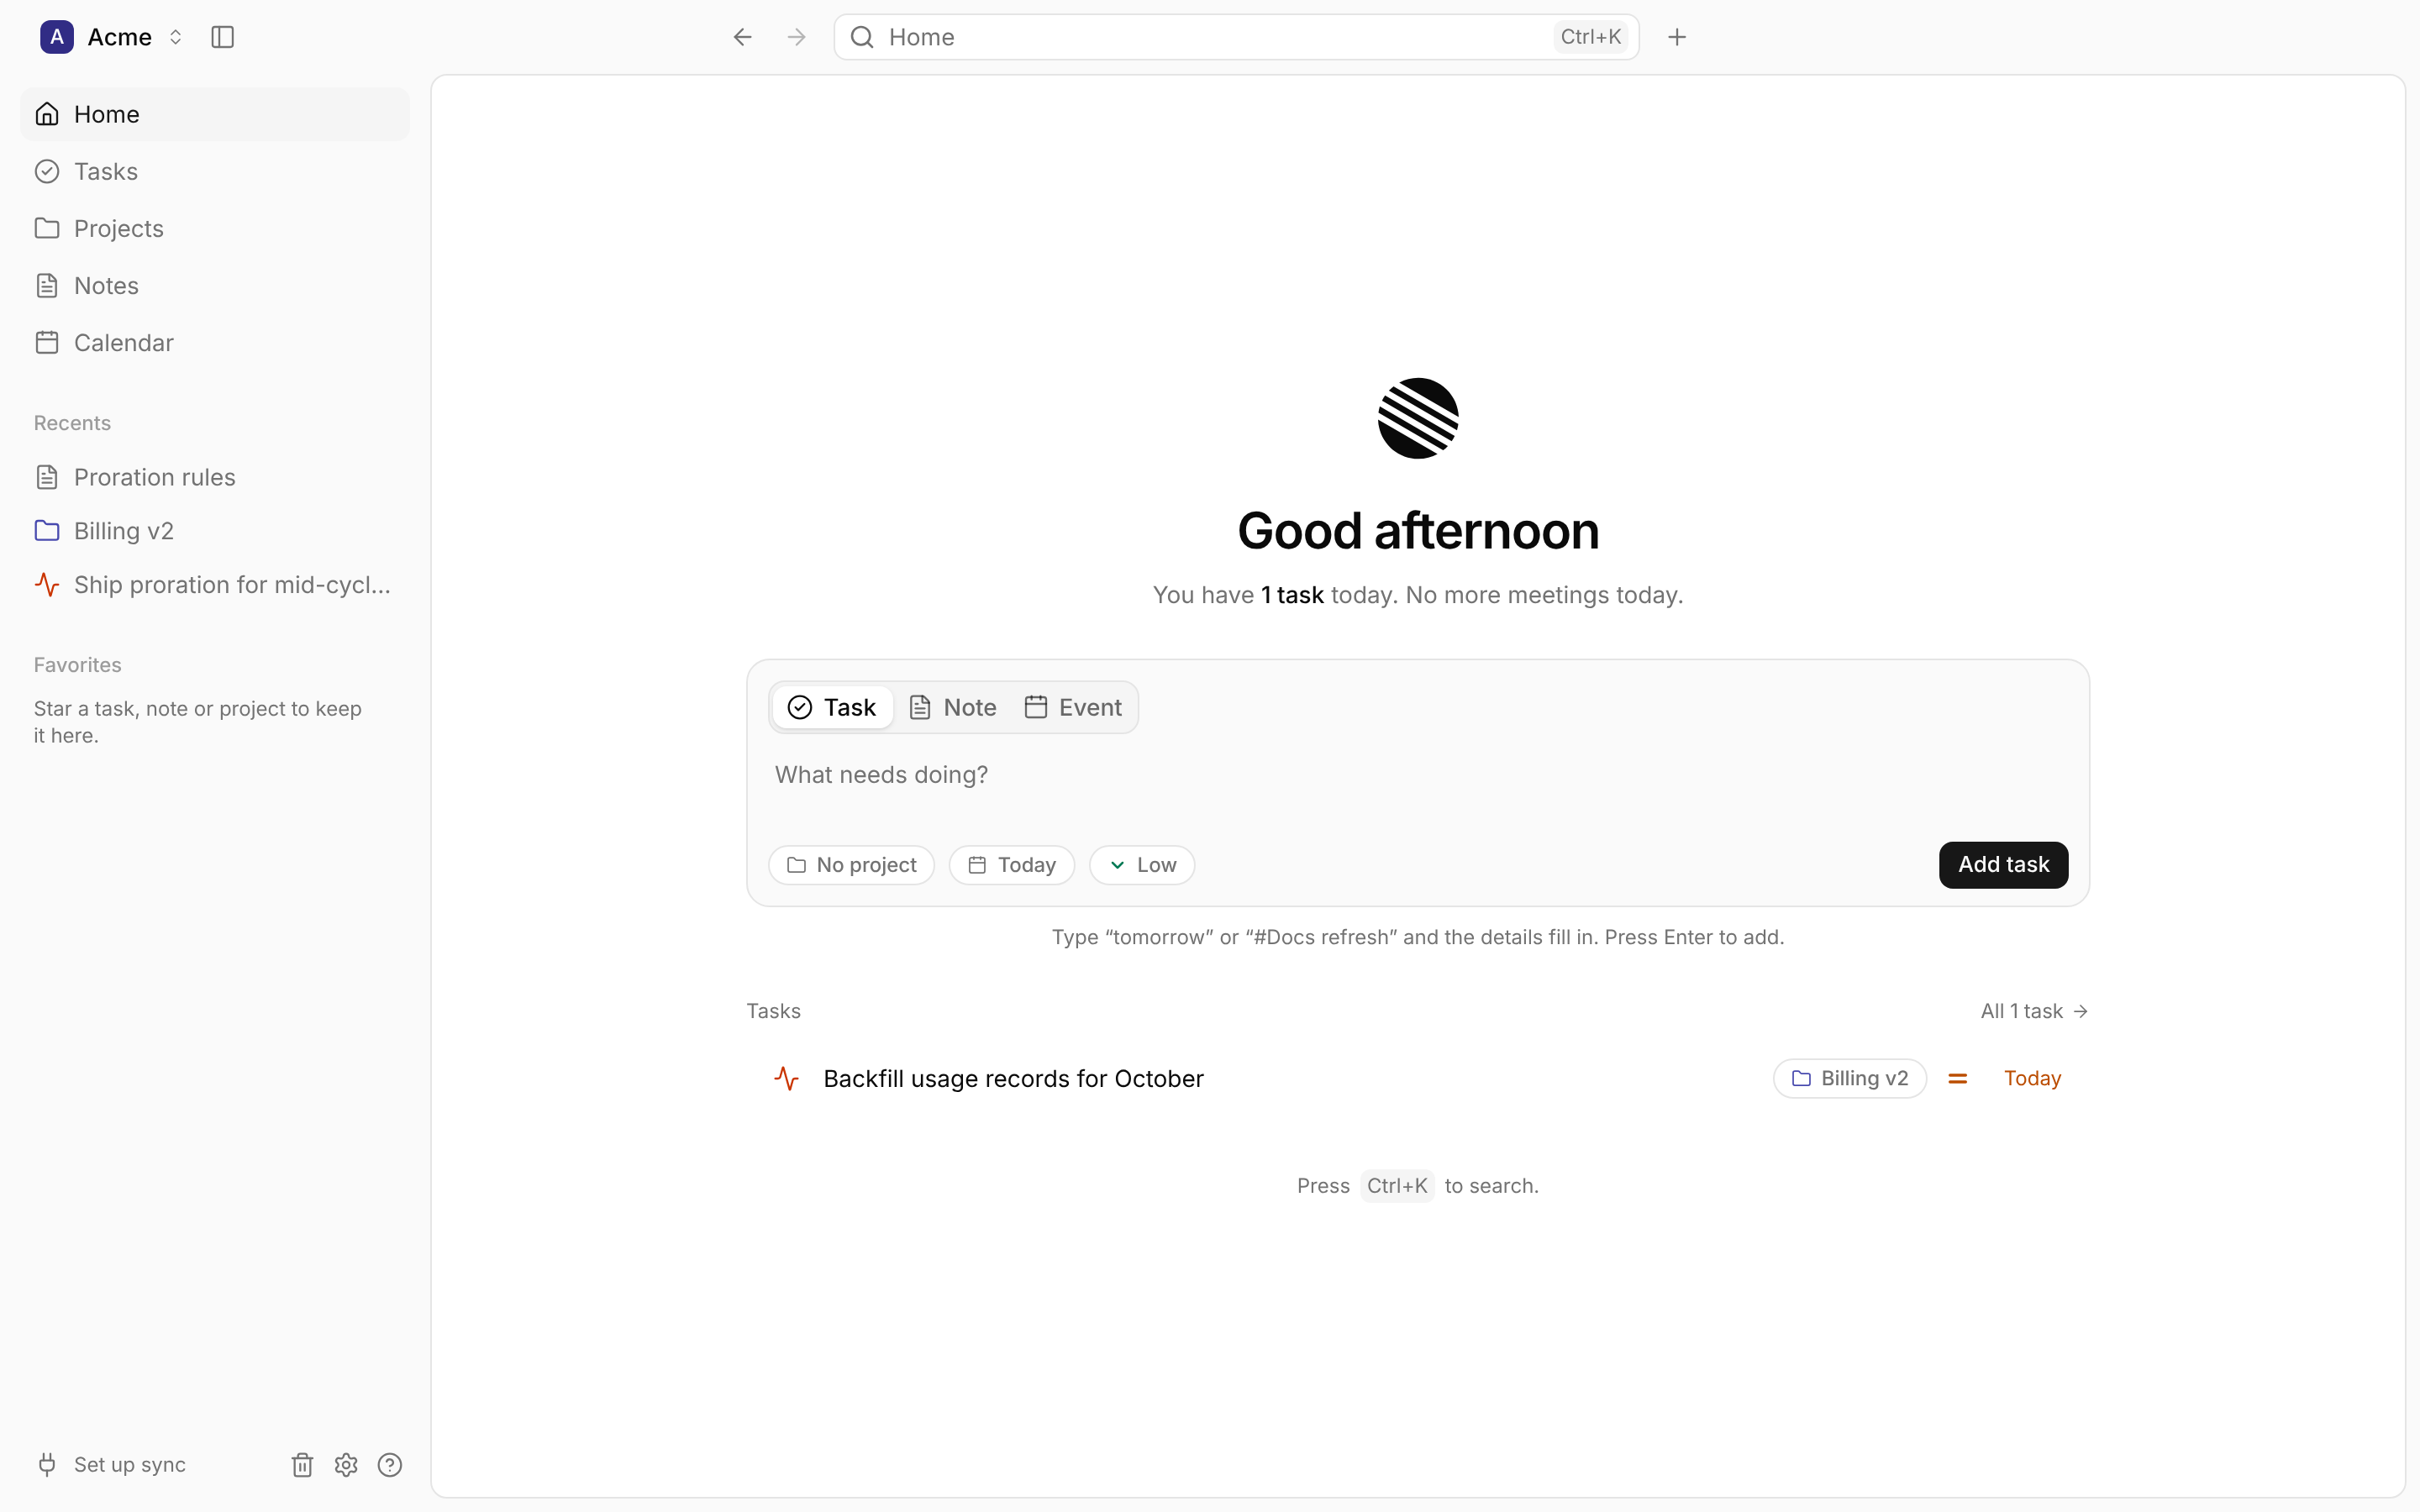 A Acme
Home Ctrl+K
Home
Tasks
Projects
Notes
Calendar
Recents
Proration rules
Billing v2
Ship proration for mid-cycl...
Favorites
Star a task, note or project to keep
it here.
Set up sync
Good afternoon
You have 1 task today. No more meetings today.
Task Note Event
What needs doing?
No project Today Low Add task
Type “tomorrow” or “#Docs refresh” and the details fill in. Press Enter to add.
Tasks All 1 task →
Backfill usage records for October Billing v2 Today
Press Ctrl+K to search.